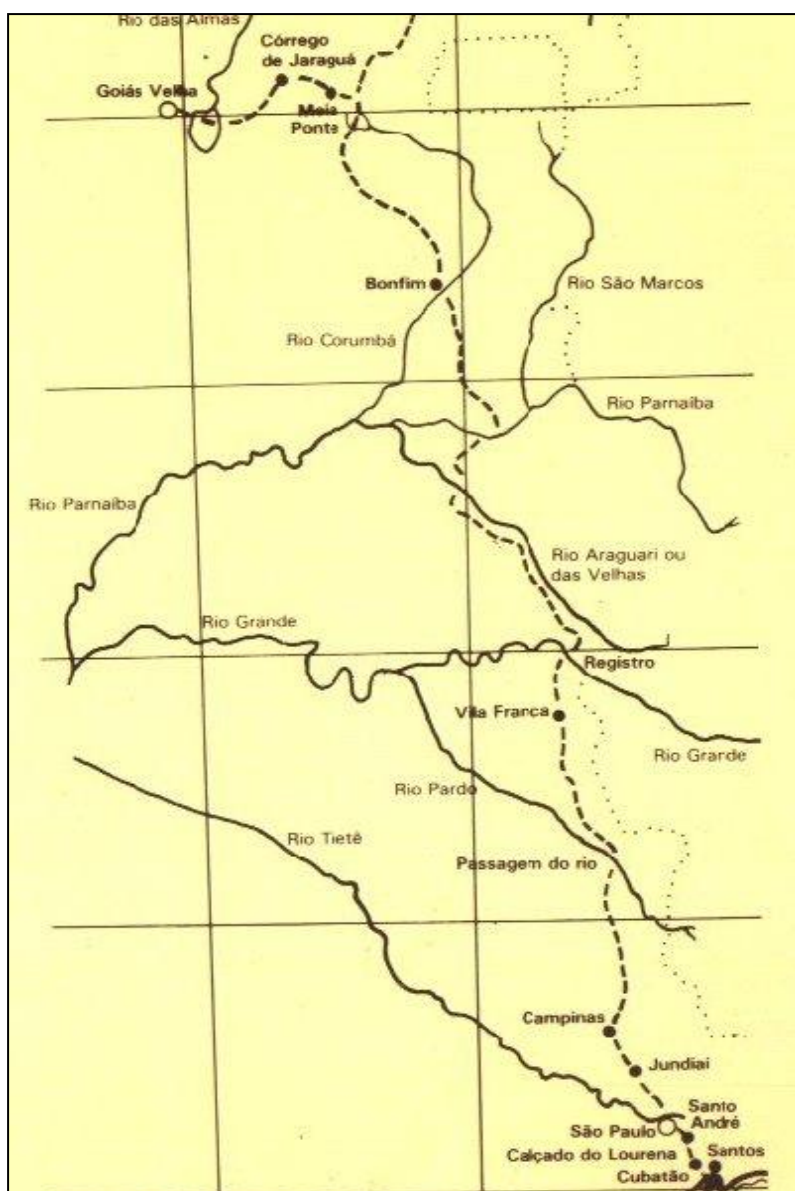 Rio das Almas
Córrego
de Jaraguá
Goiás Velha
Meia
Ponte
Bonfim
Rio São Marcos
Rio Corumbá
Rio Parnaíba
Rio Parnaíba
Rio Araguari ou
das Velhas
Rio Grande
Registro
Vila Franca
Rio Grande
Rio Pardo
Rio Tietê
Passagem do rio
Campinas
Jundiaí
Santo
André
São Paulo
Calçado do Lourena
Santos
Cubatão